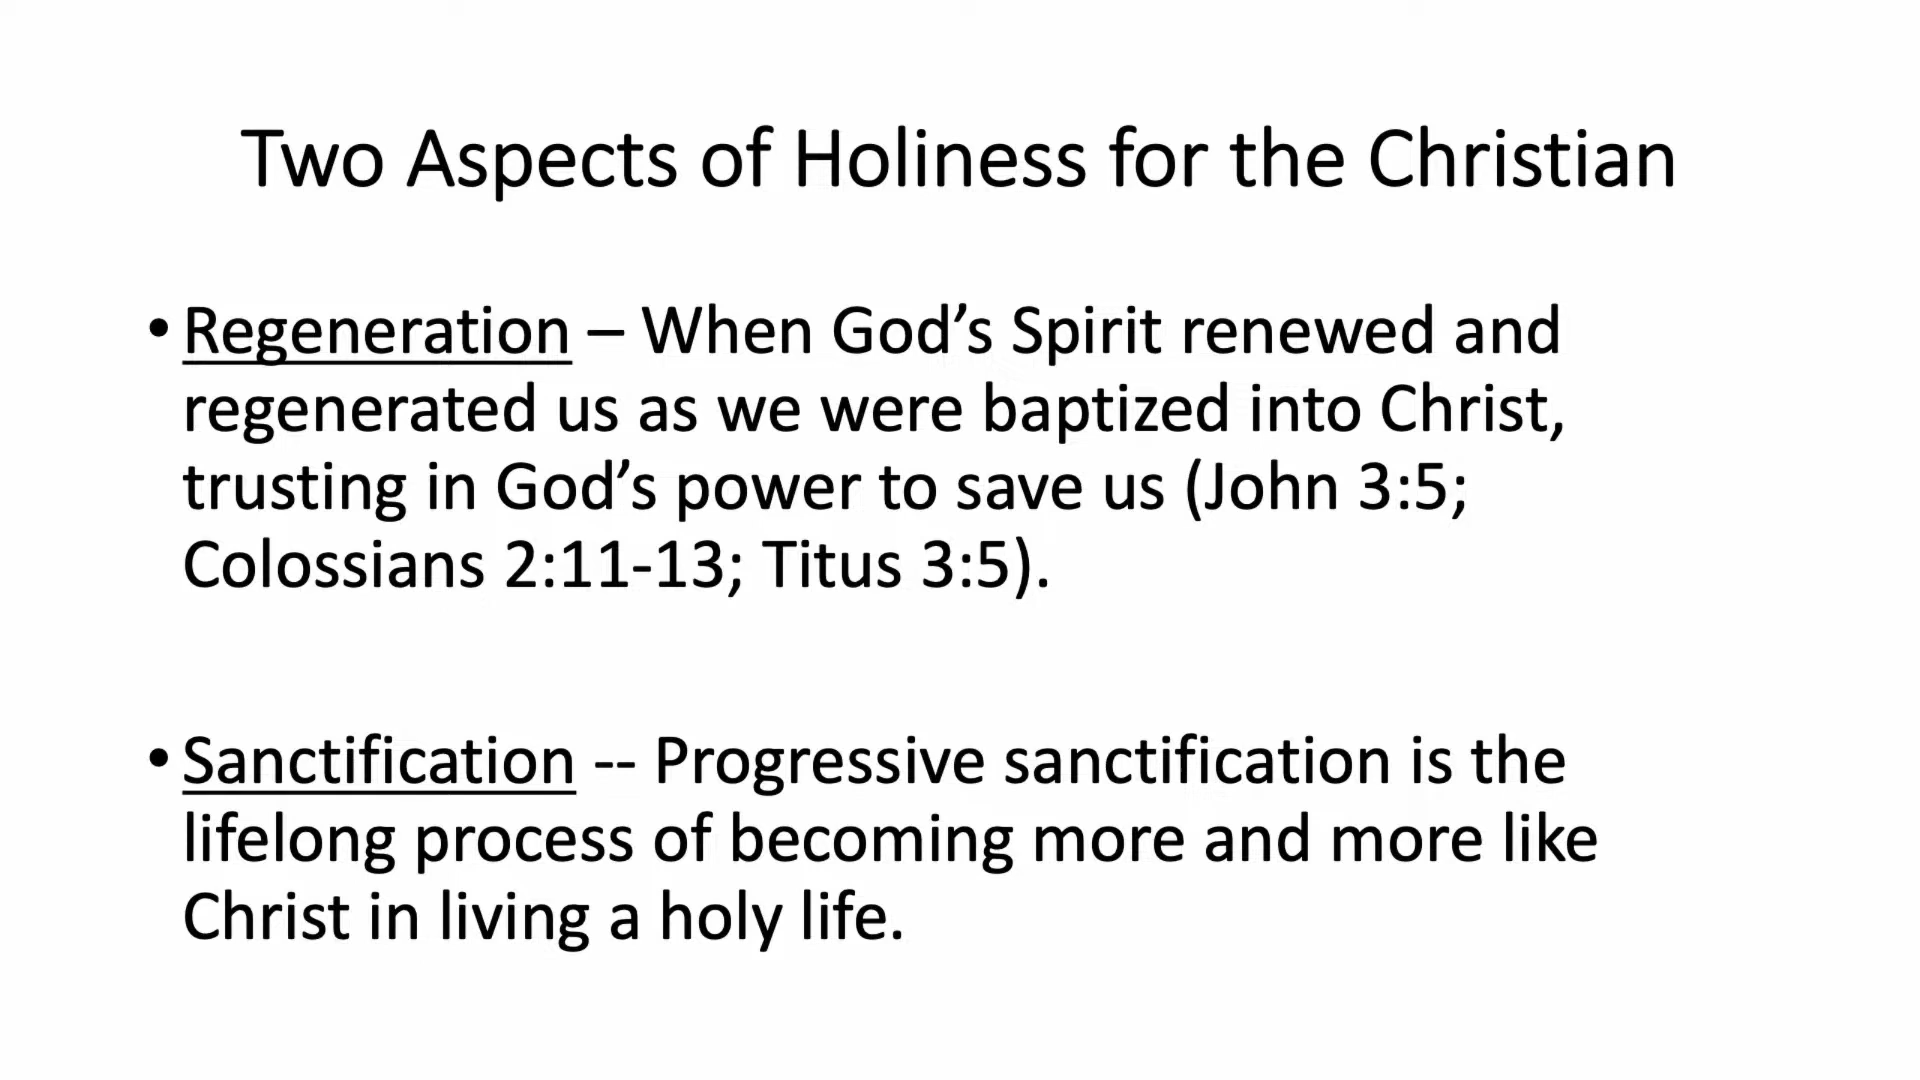 Two Aspects of Holiness for the Christian
• Regeneration – When God’s Spirit renewed and
regenerated us as we were baptized into Christ,
trusting in God’s power to save us (John 3:5;
Colossians 2:11-13; Titus 3:5).
• Sanctification -- Progressive sanctification is the
lifelong process of becoming more and more like
Christ in living a holy life.